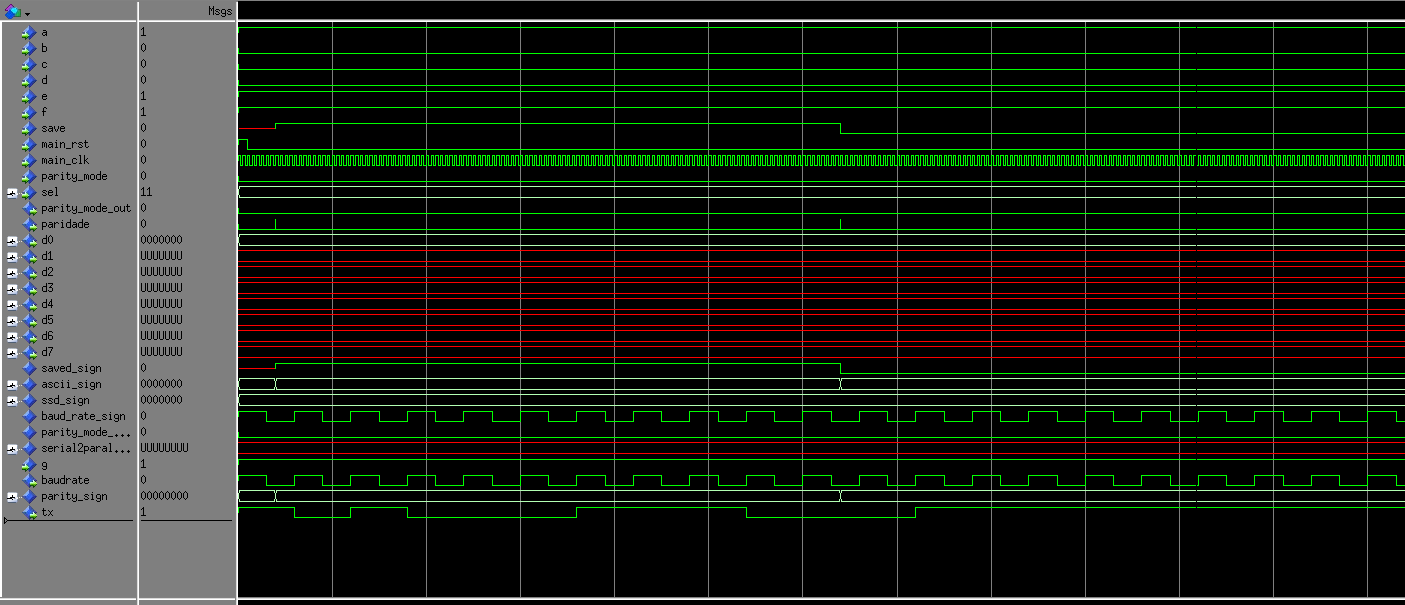 Msgs
a 1
b 0
c 0
d 0
e 1
f 1
save 0
main_rst 0
main_clk 0
parity_mode 0
sel 11
parity_mode_out 0
paridade 0
d0 0000000
d1 UUUUUUU
d2 UUUUUUU
d3 UUUUUUU
d4 UUUUUUU
d5 UUUUUUU
d6 UUUUUUU
d7 UUUUUUU
saved_sign 0
ascii_sign 0000000
ssd_sign 0000000
baud_rate_sign 0
parity_mode_... 0
serial2paral... UUUUUUUU
g 1
baudrate 0
parity_sign 00000000
tx 1